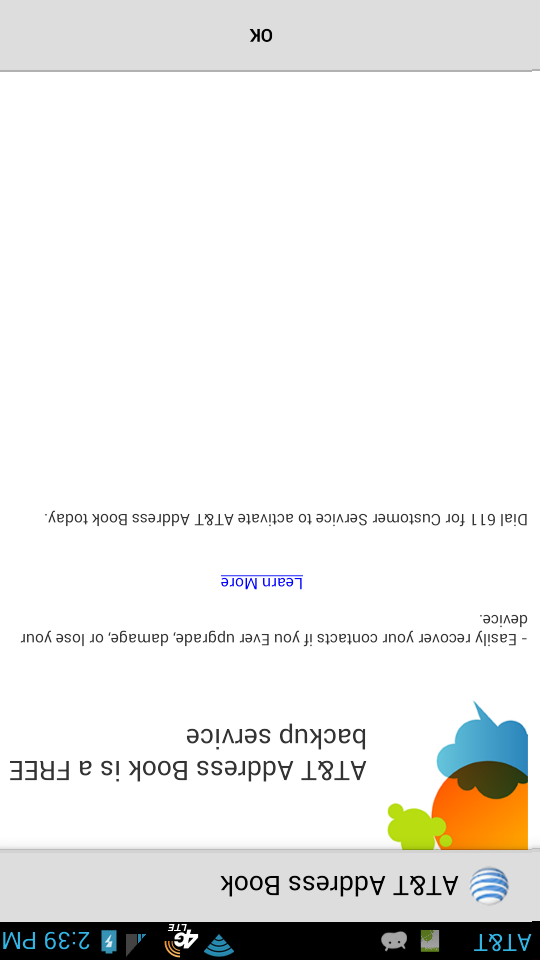 AT&T
4G
LTE
2:39 PM
AT&T Address Book
AT&T Address Book is a FREE
backup service
- Easily recover your contacts if you Ever upgrade, damage, or lose your
device.
Learn More
Dial 611 for Customer Service to activate AT&T Address Book today.
OK